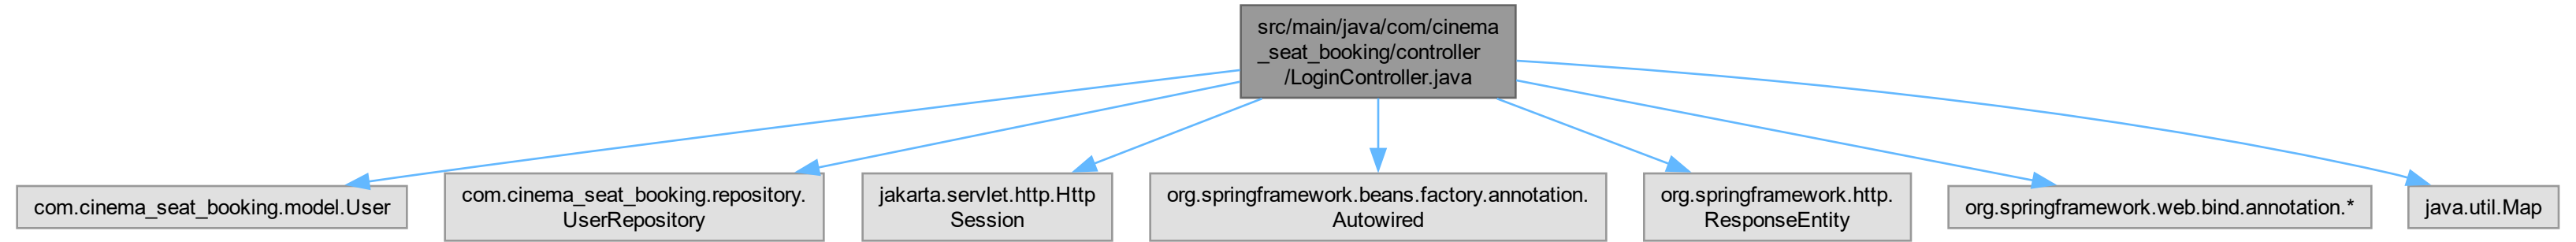 src/main/java/com/cinema
_seat_booking/controller
/LoginController.java
com.cinema_seat_booking.model.User
com.cinema_seat_booking.repository.
UserRepository
jakarta.servlet.http.Http
Session
org.springframework.beans.factory.annotation.
Autowired
org.springframework.http.
ResponseEntity
org.springframework.web.bind.annotation.*
java.util.Map